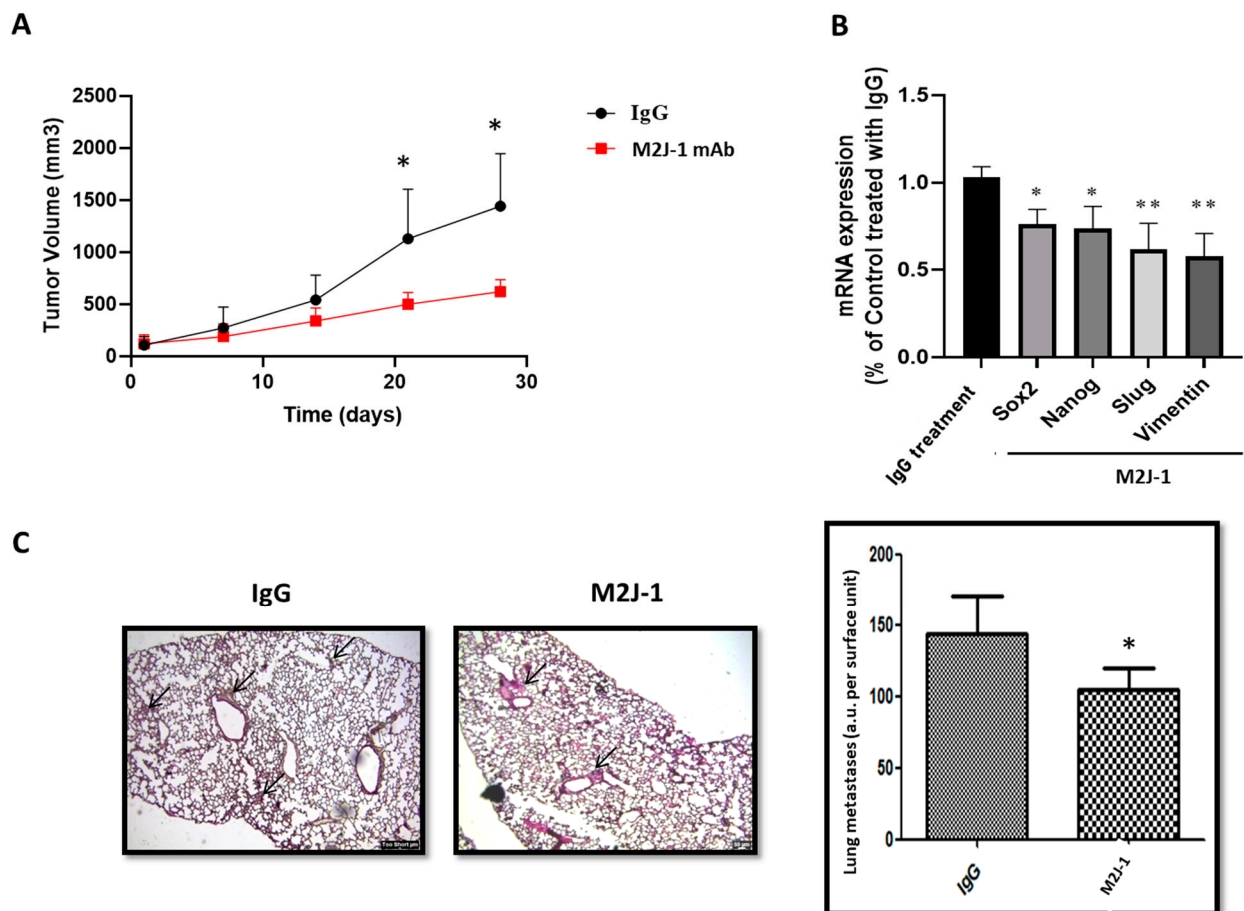 A
Tumor Volume (mm3)
2500
2000
1500
1000
500
0
0 10 20 30
Time (days)
* *
IgG
M2J-1 mAb
B
mRNA expression
(% of Control treated with IgG)
1.5
1.0
0.5
0.0
* * ** **
IgG treatment
Sox2
Nanog
Slug
Vimentin
M2J-1
C
IgG
M2J-1
Too Short µm
Lung metastases (a.u. per surface unit)
200
150
100
50
0
*
IgG
M2J-1